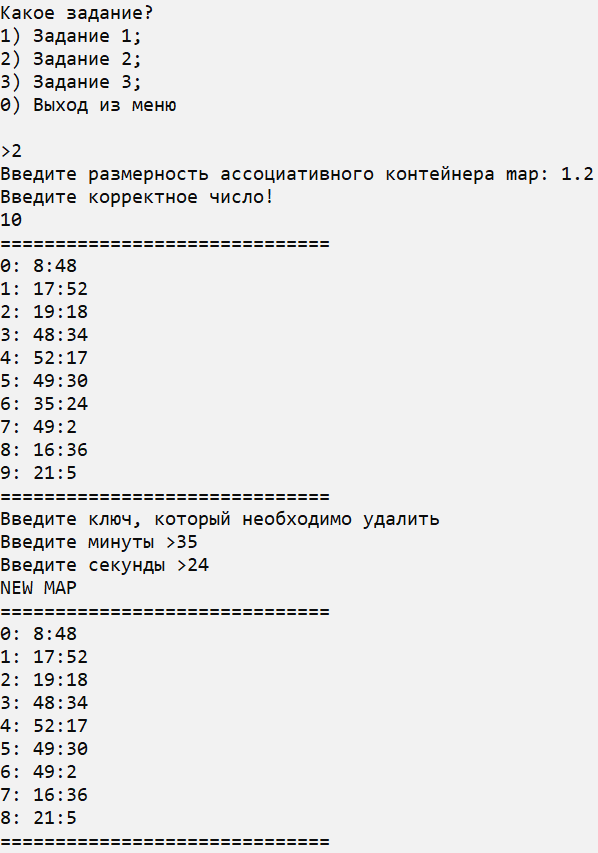 Какое задание?
1) Задание 1;
2) Задание 2;
3) Задание 3;
0) Выход из меню
>2
Введите размерность ассоциативного контейнера map: 1.2
Введите корректное число!
10
==============================
0: 8:48
1: 17:52
2: 19:18
3: 48:34
4: 52:17
5: 49:30
6: 35:24
7: 49:2
8: 16:36
9: 21:5
==============================
Введите ключ, который необходимо удалить
Введите минуты >35
Введите секунды >24
NEW MAP
==============================
0: 8:48
1: 17:52
2: 19:18
3: 48:34
4: 52:17
5: 49:30
6: 49:2
7: 16:36
8: 21:5
==============================